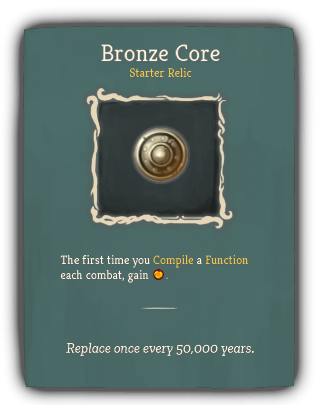 Bronze Core
Starter Relic
The first time you Compile a Function
each combat, gain .
Replace once every 50,000 years.